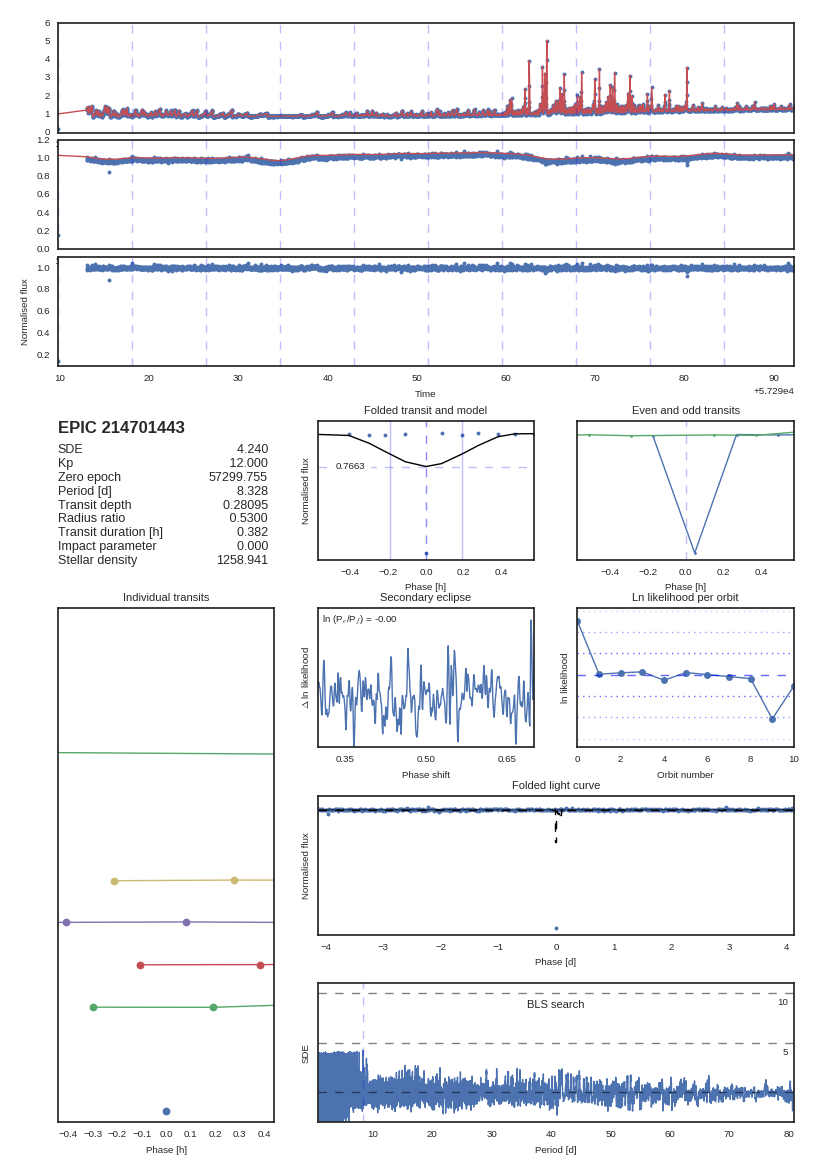 6
5
4
3
2
1
0
1.2
1.0
0.8
0.6
0.4
0.2
0.0
1.0
0.8
0.6
0.4
0.2
Normalised flux
10 20 30 40 50 60 70 80 90
Time
+5.729e4
EPIC 214701443
SDE 4.240
Kp 12.000
Zero epoch 57299.755
Period [d] 8.328
Transit depth 0.28095
Radius ratio 0.5300
Transit duration [h] 0.382
Impact parameter 0.000
Stellar density 1258.941
Folded transit and model
Normalised flux
0.7663
−0.4 −0.2 0.0 0.2 0.4
Phase [h]
Even and odd transits
−0.4 −0.2 0.0 0.2 0.4
Phase [h]
Individual transits
−0.4 −0.3 −0.2 −0.1 0.0 0.1 0.2 0.3 0.4
Phase [h]
Secondary eclipse
ln (Pₑ/P𝑓) = -0.00
Δ ln likelihood
0.35 0.50 0.65
Phase shift
Ln likelihood per orbit
ln likelihood
0 2 4 6 8 10
Orbit number
Folded light curve
Normalised flux
−4 −3 −2 −1 0 1 2 3 4
Phase [d]
BLS search
10
5
SDE
10 20 30 40 50 60 70 80
Period [d]